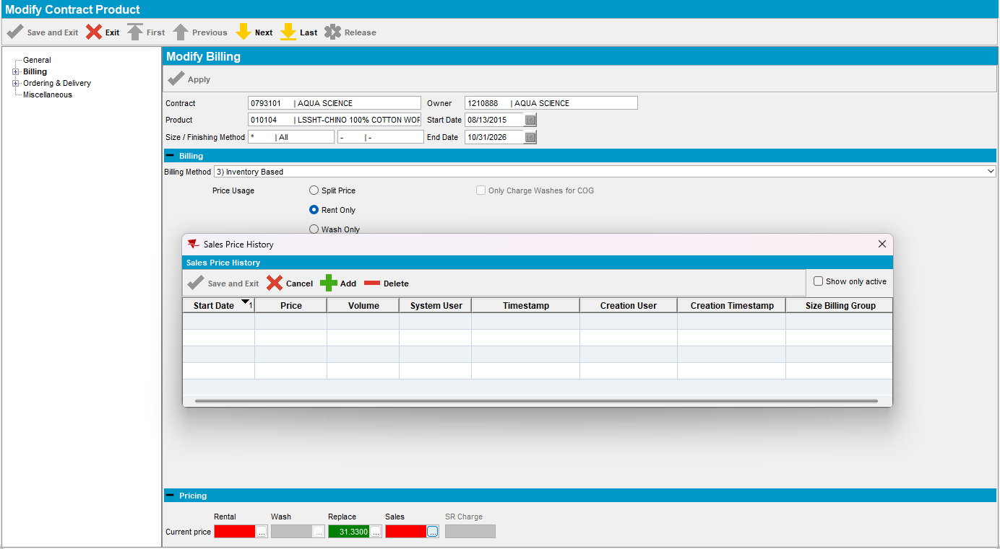 Modify Contract Product
Save and Exit Exit First Previous Next Last Release
General
Billing
Ordering & Delivery
Miscellaneous
Modify Billing
Apply
Contract 0793101 | AQUA SCIENCE Owner 1210888 | AQUA SCIENCE
Product 010104 | LSSHT-CHINO 100% COTTON WOR Start Date 08/13/2015
Size / Finishing Method * | All - | - End Date 10/31/2026
Billing
Billing Method 3) Inventory Based
Price Usage Split Price Only Charge Washes for COG
Rent Only
Wash Only
Sales Price History
Sales Price History
Save and Exit Cancel Add Delete Show only active
Start Date 1 Price Volume System User Timestamp Creation User Creation Timestamp Size Billing Group
Pricing
Rental Wash Replace Sales SR Charge
Current price ... ... 31.3300 ... ...